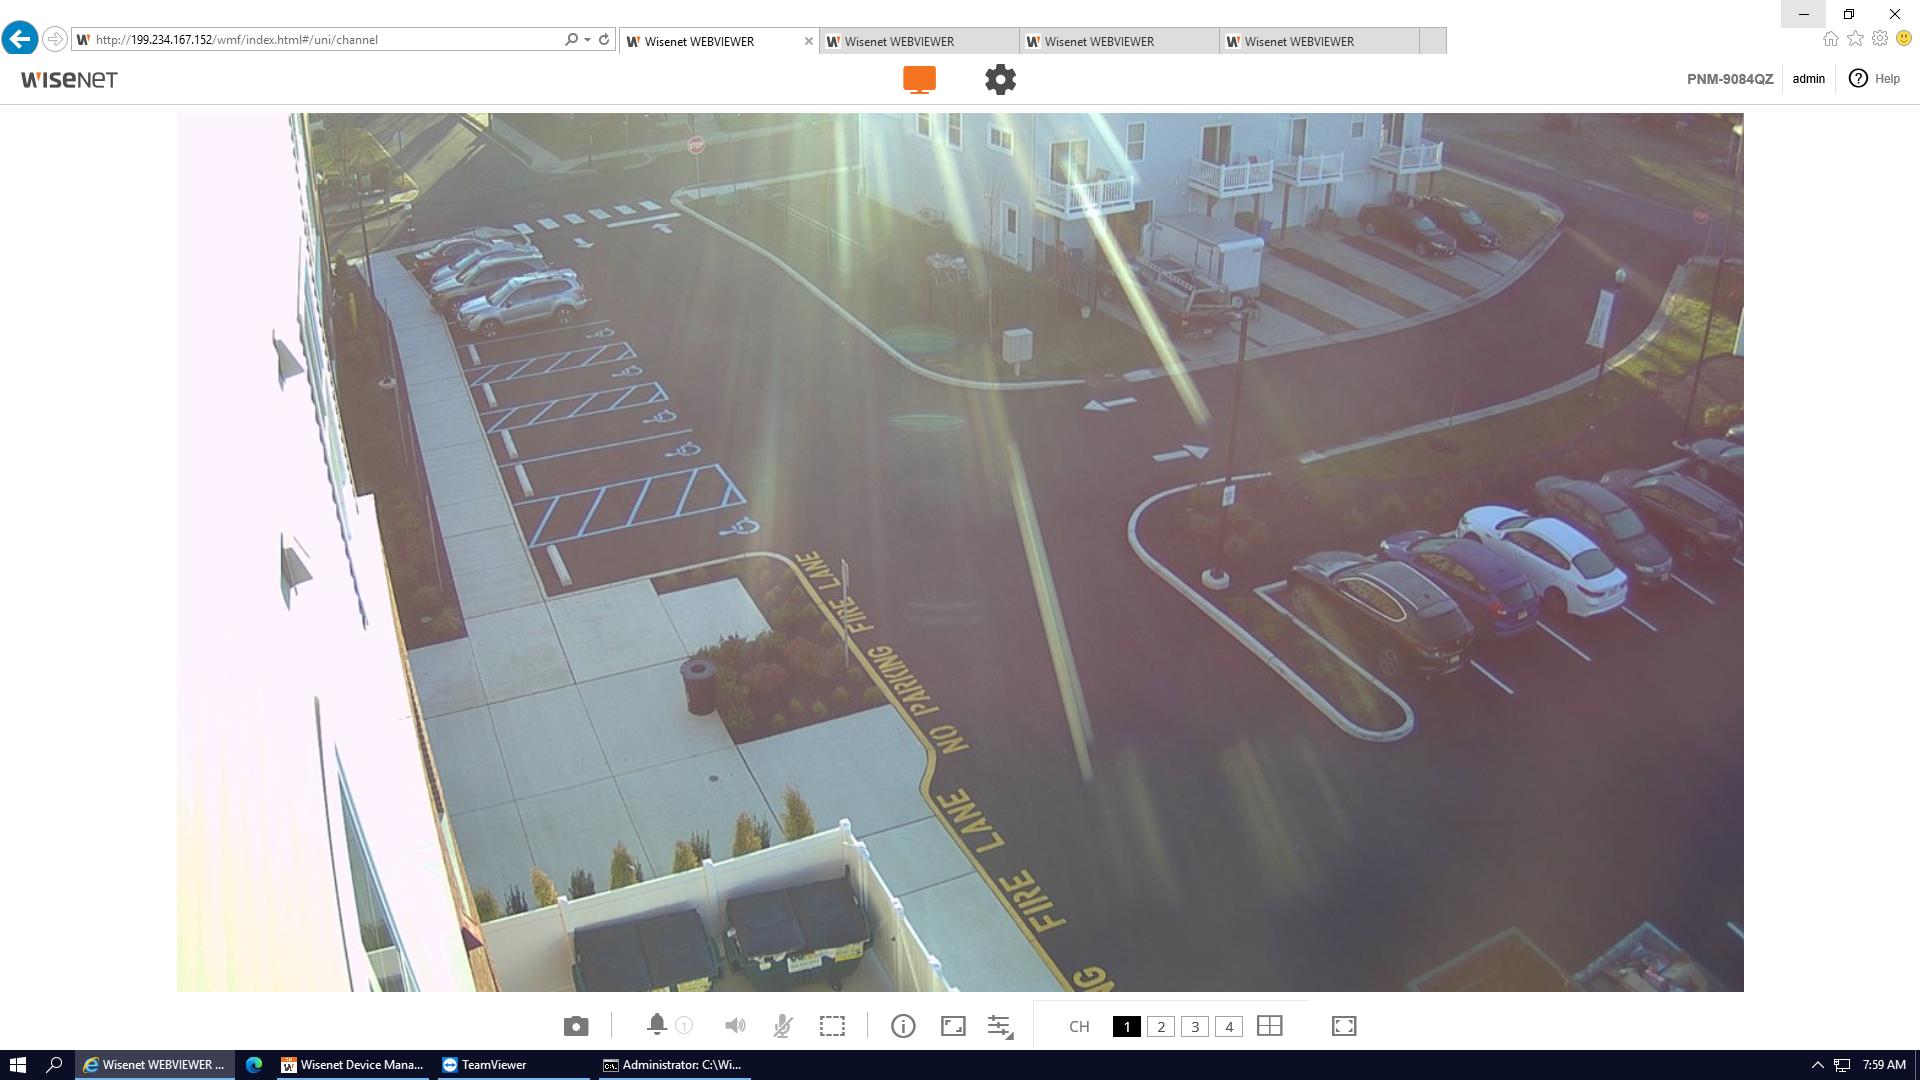 http://199.234.167.152/wmf/index.html#/uni/channel
Wisenet WEBVIEWER
Wisenet WEBVIEWER
Wisenet WEBVIEWER
Wisenet WEBVIEWER
WISENET
PNM-9084QZ
admin
? Help
STOP
FIRE LANE
NO PARKING
FIRE LANE
NG
1
CH
1
2
3
4
Wisenet WEBVIEWER ...
Wisenet Device Mana...
TeamViewer
Administrator: C:\Wi...
7:59 AM